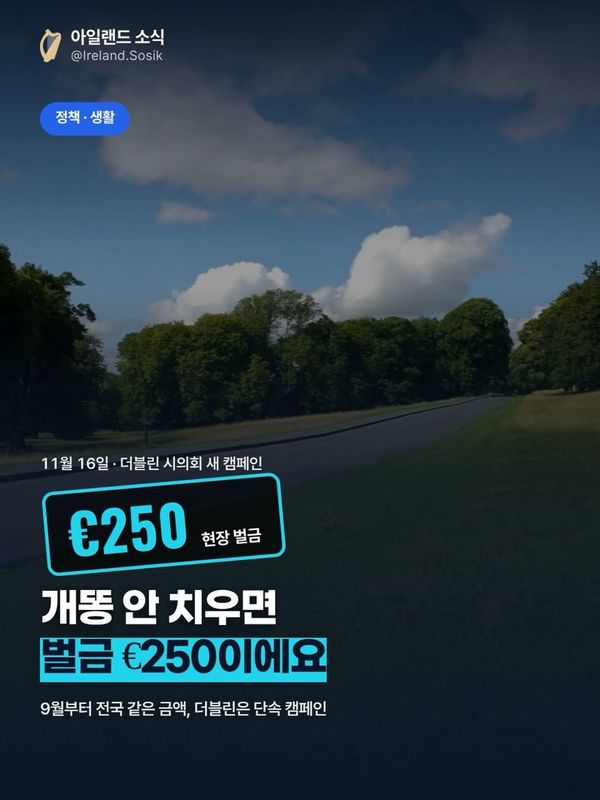 아일랜드 소식
@Ireland.Sosik
정책 · 생활
11월 16일 · 더블린 시의회 새 캠페인
€250 현장 벌금
개똥 안 치우면
벌금 €250이에요
9월부터 전국 같은 금액, 더블린은 단속 캠페인